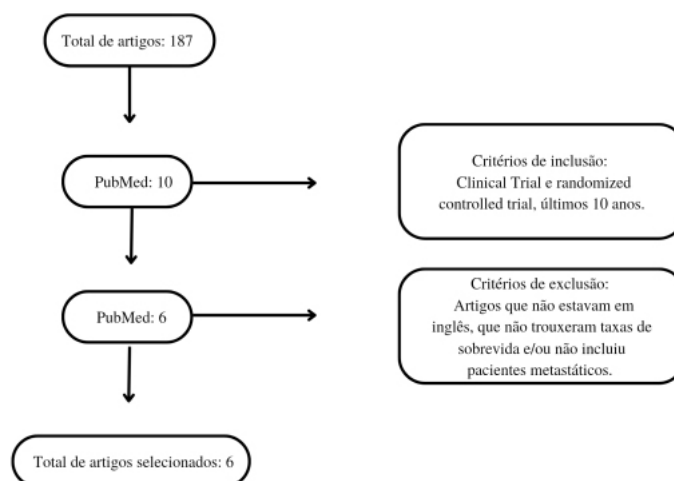 Total de artigos: 187
PubMed: 10
Critérios de inclusão:
Clinical Trial e randomized
controlled trial, últimos 10 anos.
PubMed: 6
Critérios de exclusão:
Artigos que não estavam em
inglês, que não trouxeram taxas de
sobrevida e/ou não incluiu
pacientes metastáticos.
Total de artigos selecionados: 6